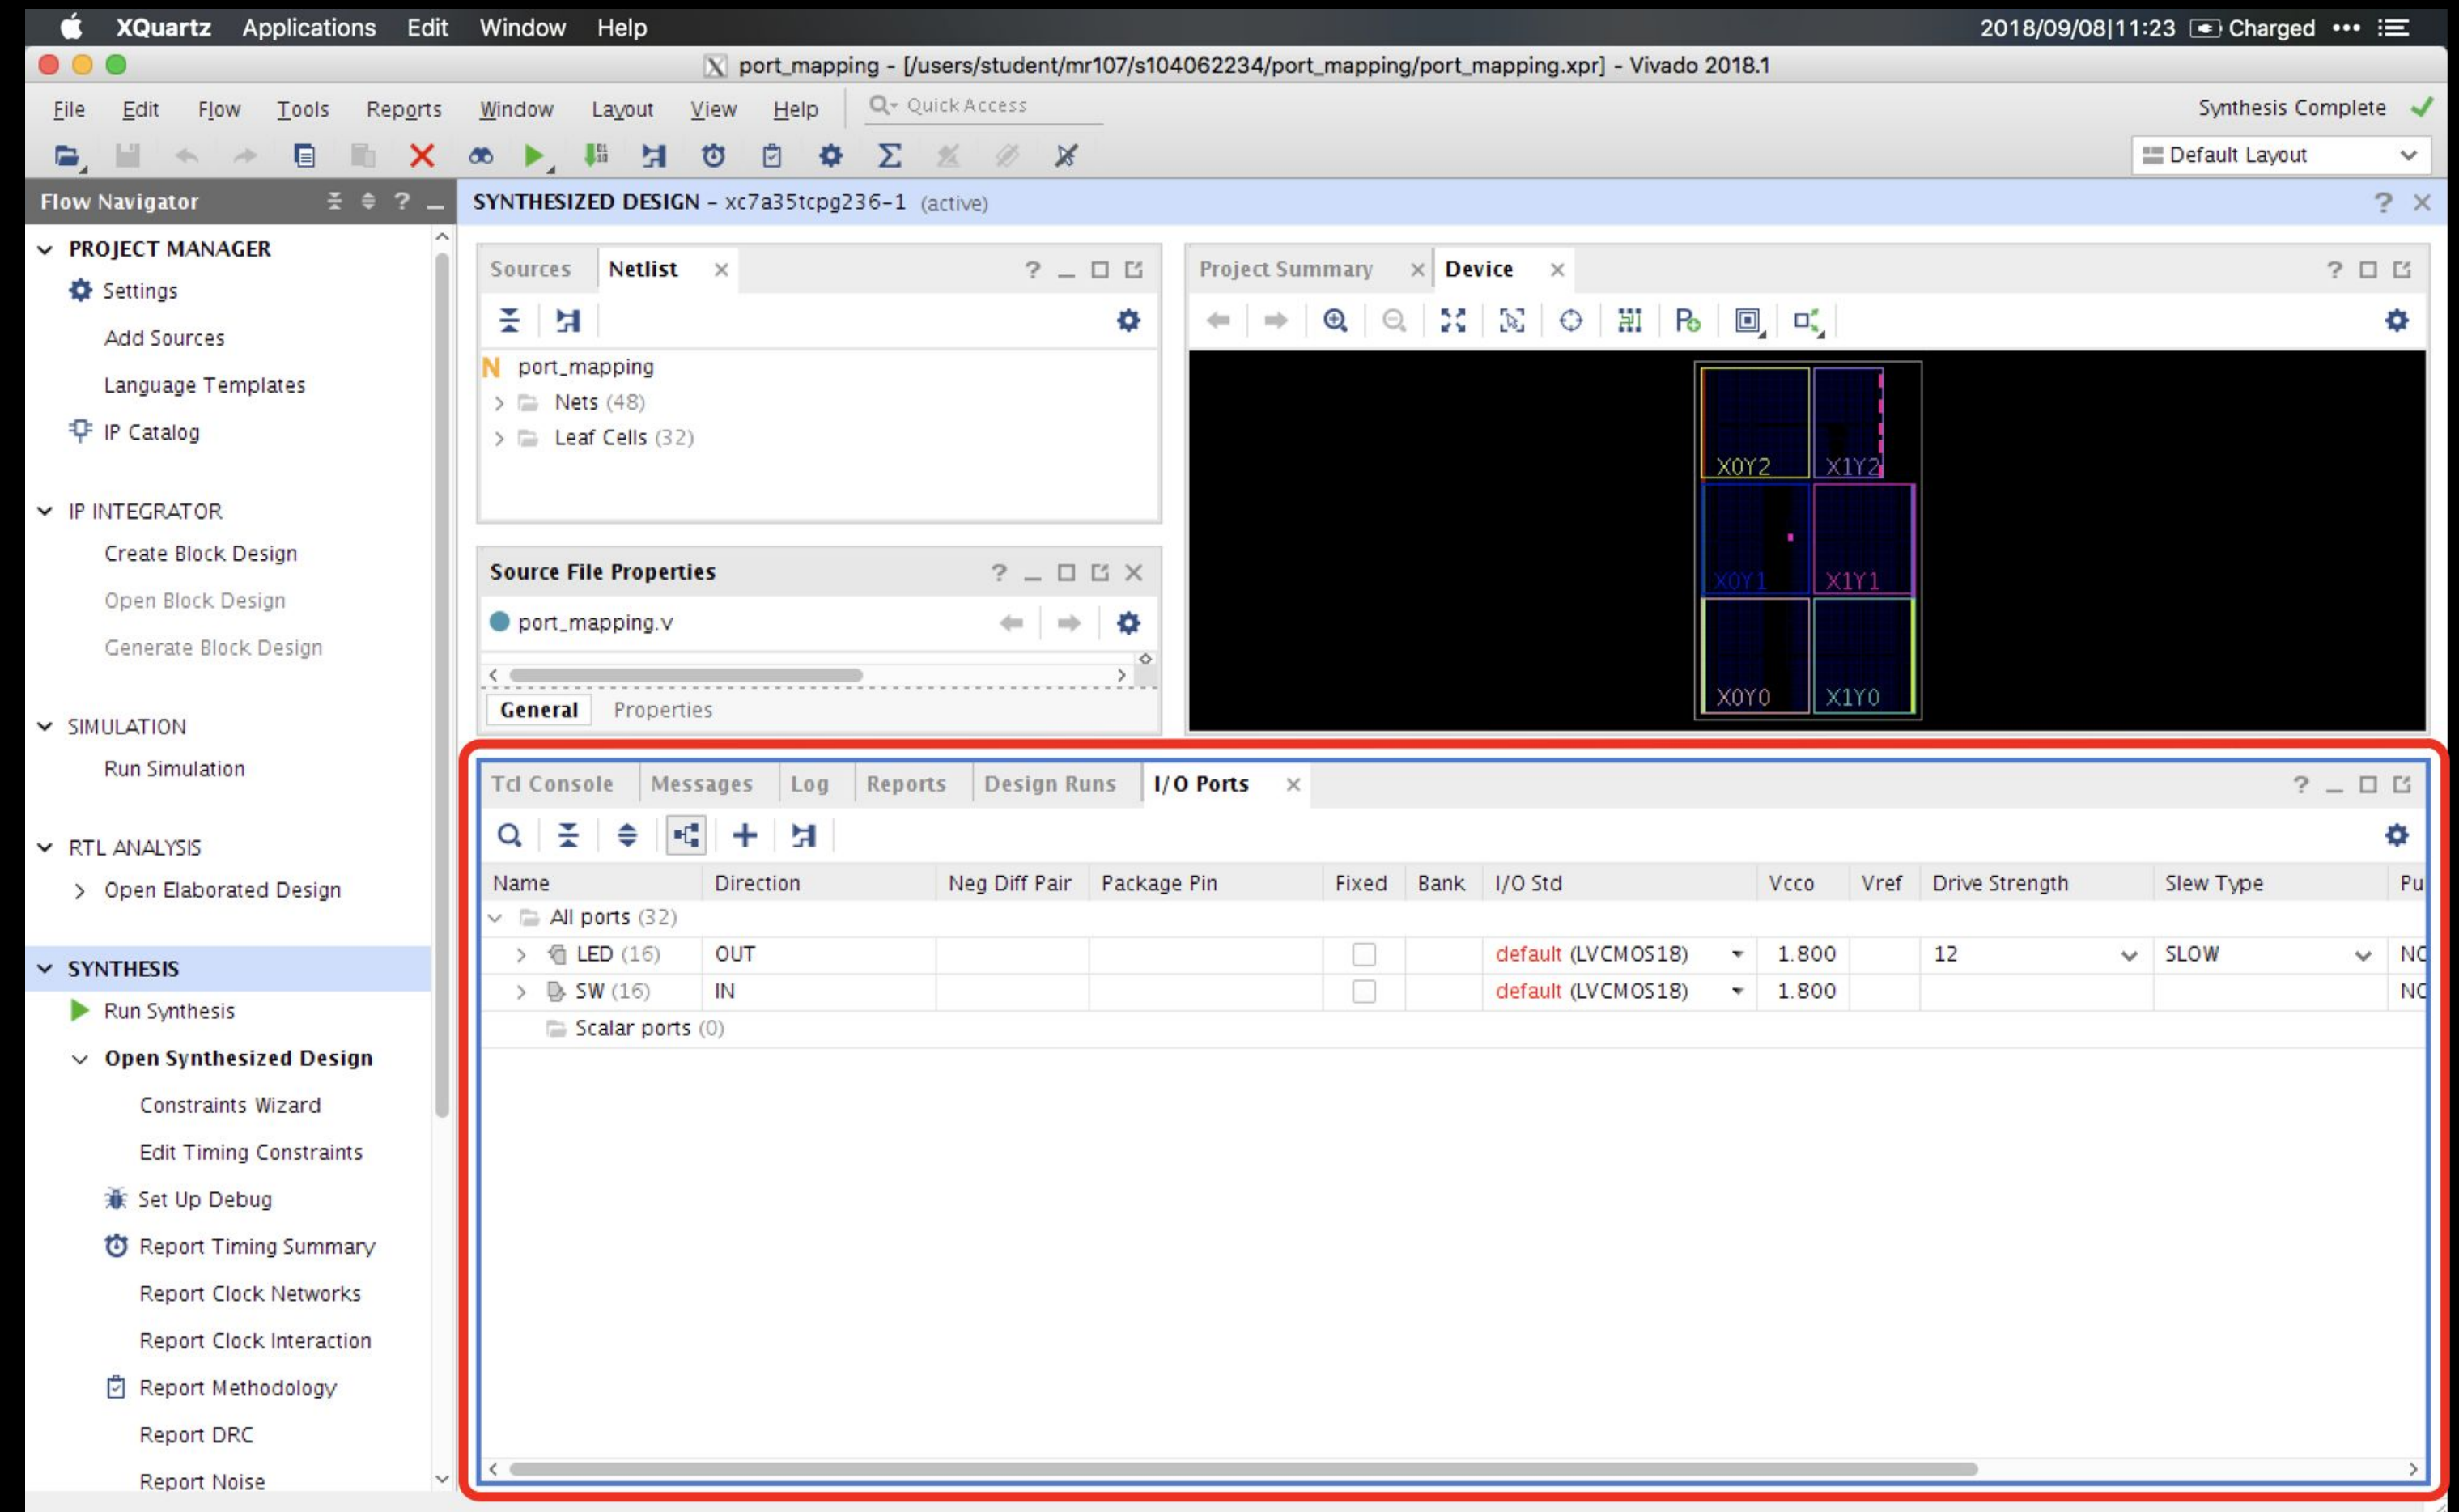 XQuartz Applications Edit Window Help 2018/09/08|11:23 Charged
port_mapping - [/users/student/mr107/s104062234/port_mapping/port_mapping.xpr] - Vivado 2018.1
File Edit Flow Tools Reports Window Layout View Help Quick Access Synthesis Complete
Default Layout
Flow Navigator
SYNTHESIZED DESIGN - xc7a35tcpg236-1 (active)
PROJECT MANAGER
Settings
Add Sources
Language Templates
IP Catalog
IP INTEGRATOR
Create Block Design
Open Block Design
Generate Block Design
SIMULATION
Run Simulation
RTL ANALYSIS
Open Elaborated Design
SYNTHESIS
Run Synthesis
Open Synthesized Design
Constraints Wizard
Edit Timing Constraints
Set Up Debug
Report Timing Summary
Report Clock Networks
Report Clock Interaction
Report Methodology
Report DRC
Report Noise
Sources Netlist
N port_mapping
Nets (48)
Leaf Cells (32)
Source File Properties
port_mapping.v
General Properties
Project Summary Device
X0Y2 X1Y2
X0Y1 X1Y1
X0Y0 X1Y0
Tcl Console Messages Log Reports Design Runs I/O Ports
Name Direction Neg Diff Pair Package Pin Fixed Bank I/O Std Vcco Vref Drive Strength Slew Type Pu
All ports (32)
LED (16) OUT default (LVCMOS18) 1.800 12 SLOW NO
SW (16) IN default (LVCMOS18) 1.800 NO
Scalar ports (0)